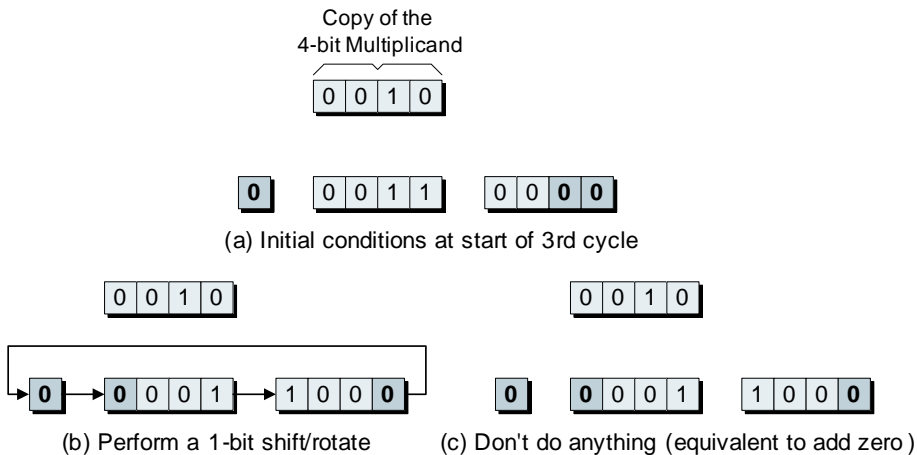 Copy of the
4-bit Multiplicand
0 0 1 0
0 0 0 1 1 0 0 0 0
(a) Initial conditions at start of 3rd cycle
0 0 1 0 0 0 1 0
0 0 0 0 1 1 0 0 0 0 0 0 0 1 1 0 0 0
(b) Perform a 1-bit shift/rotate (c) Don't do anything (equivalent to add zero)